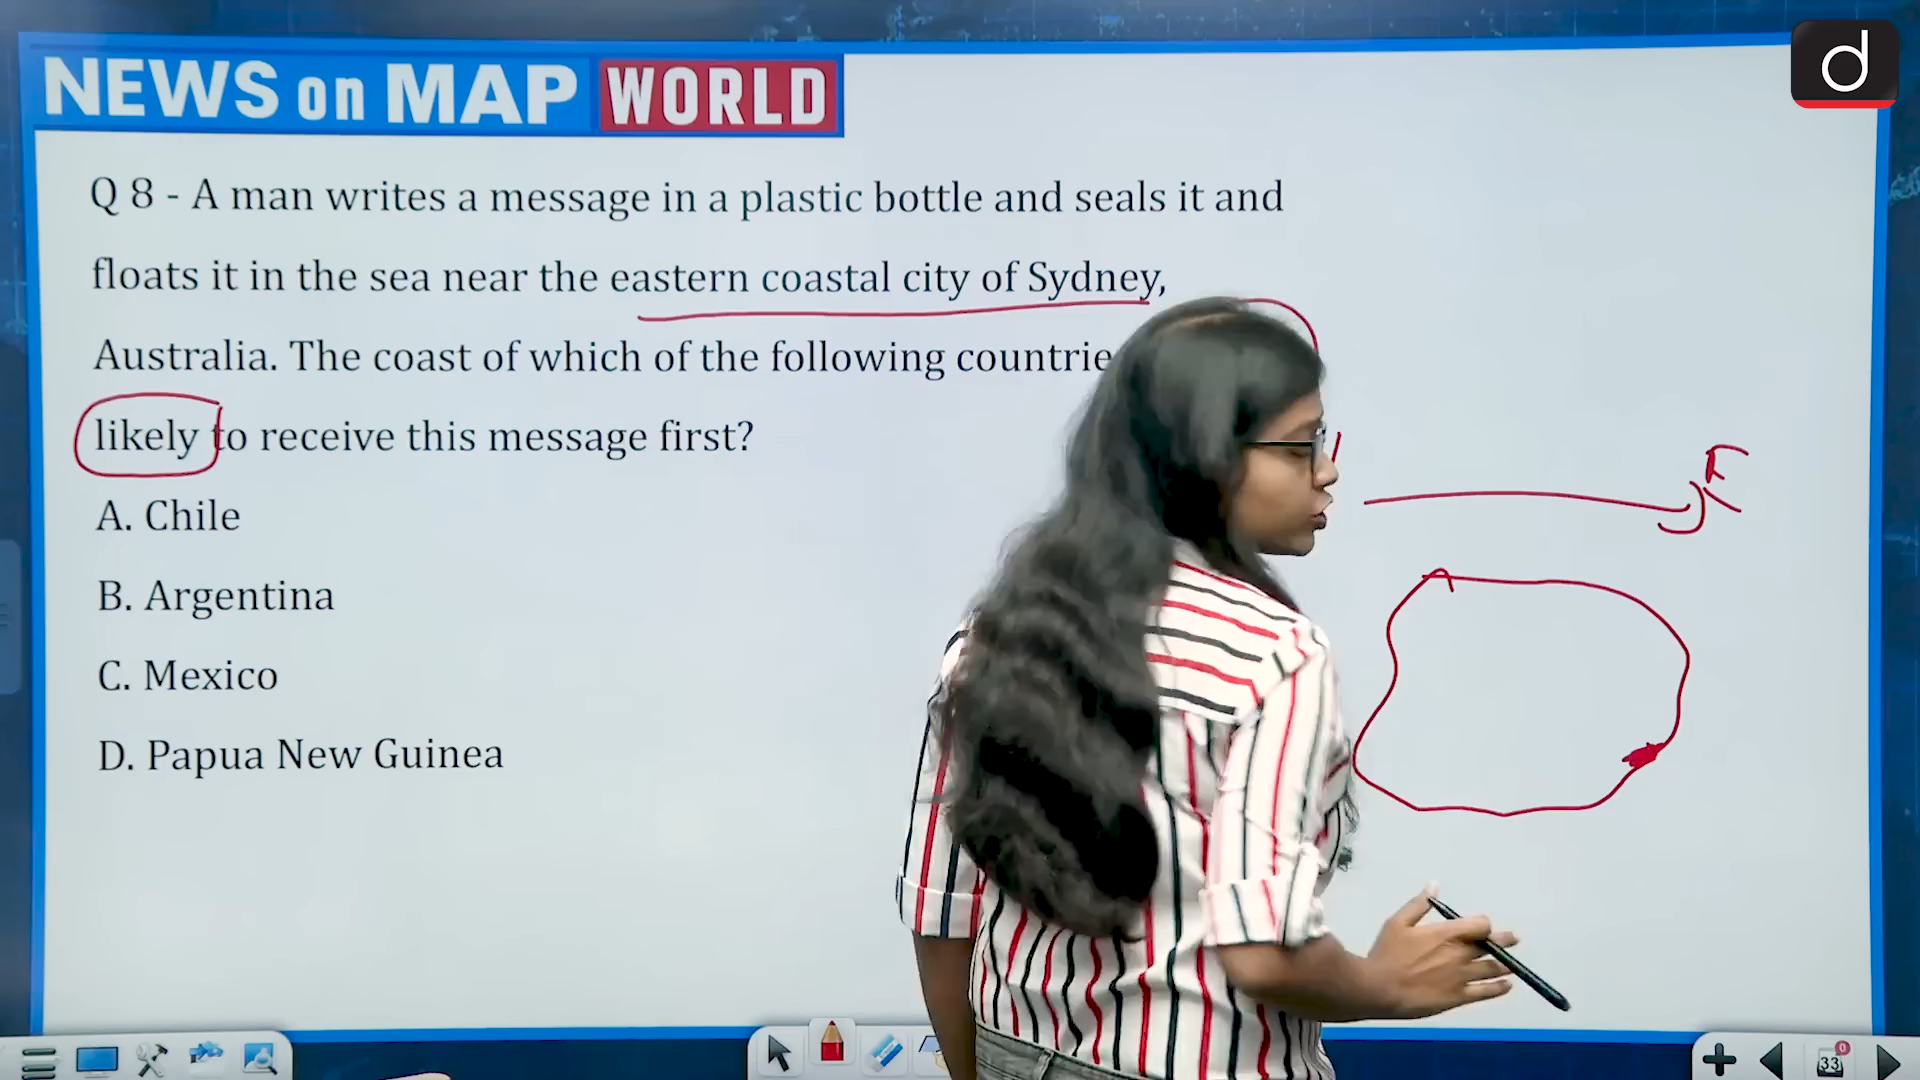 NEWS on MAP WORLD
d
Q 8 - A man writes a message in a plastic bottle and seals it and
floats it in the sea near the eastern coastal city of Sydney,
Australia. The coast of which of the following
likely to receive this message first?
A. Chile
B. Argentina
C. Mexico
D. Papua New Guinea
33
0